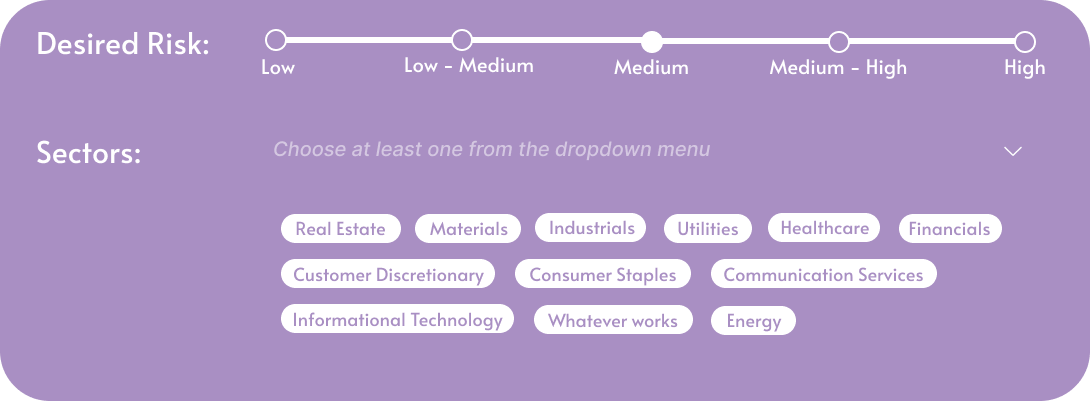 Desired Risk:
Low Low - Medium Medium Medium - High High
Sectors: Choose at least one from the dropdown menu
Real Estate Materials Industrials Utilities Healthcare Financials
Customer Discretionary Consumer Staples Communication Services
Informational Technology Whatever works Energy